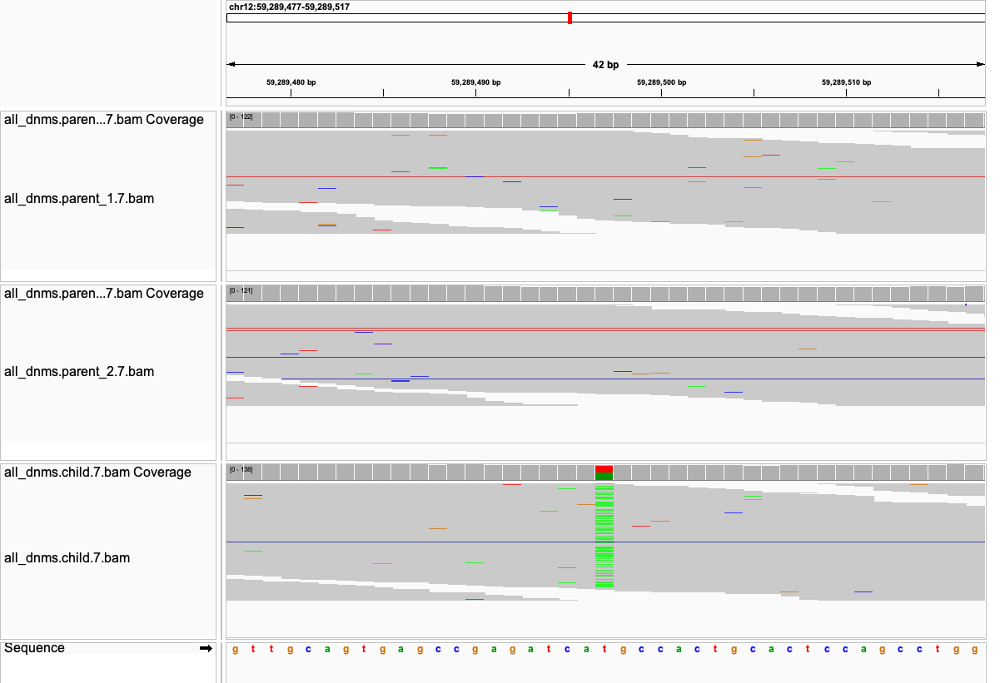 chr12:59,289,477-59,289,517
42 bp
59,289,480 bp 59,289,490 bp 59,289,500 bp 59,289,510 bp
all_dnms.paren...7.bam Coverage [0 - 122]
all_dnms.parent_1.7.bam
all_dnms.paren...7.bam Coverage [0 - 121]
all_dnms.parent_2.7.bam
all_dnms.child.7.bam Coverage [0 - 138]
all_dnms.child.7.bam
Sequence g t t g c a g t g a g c c g a g a t c a t g c c a c t g c a c t c c a g c c t g g